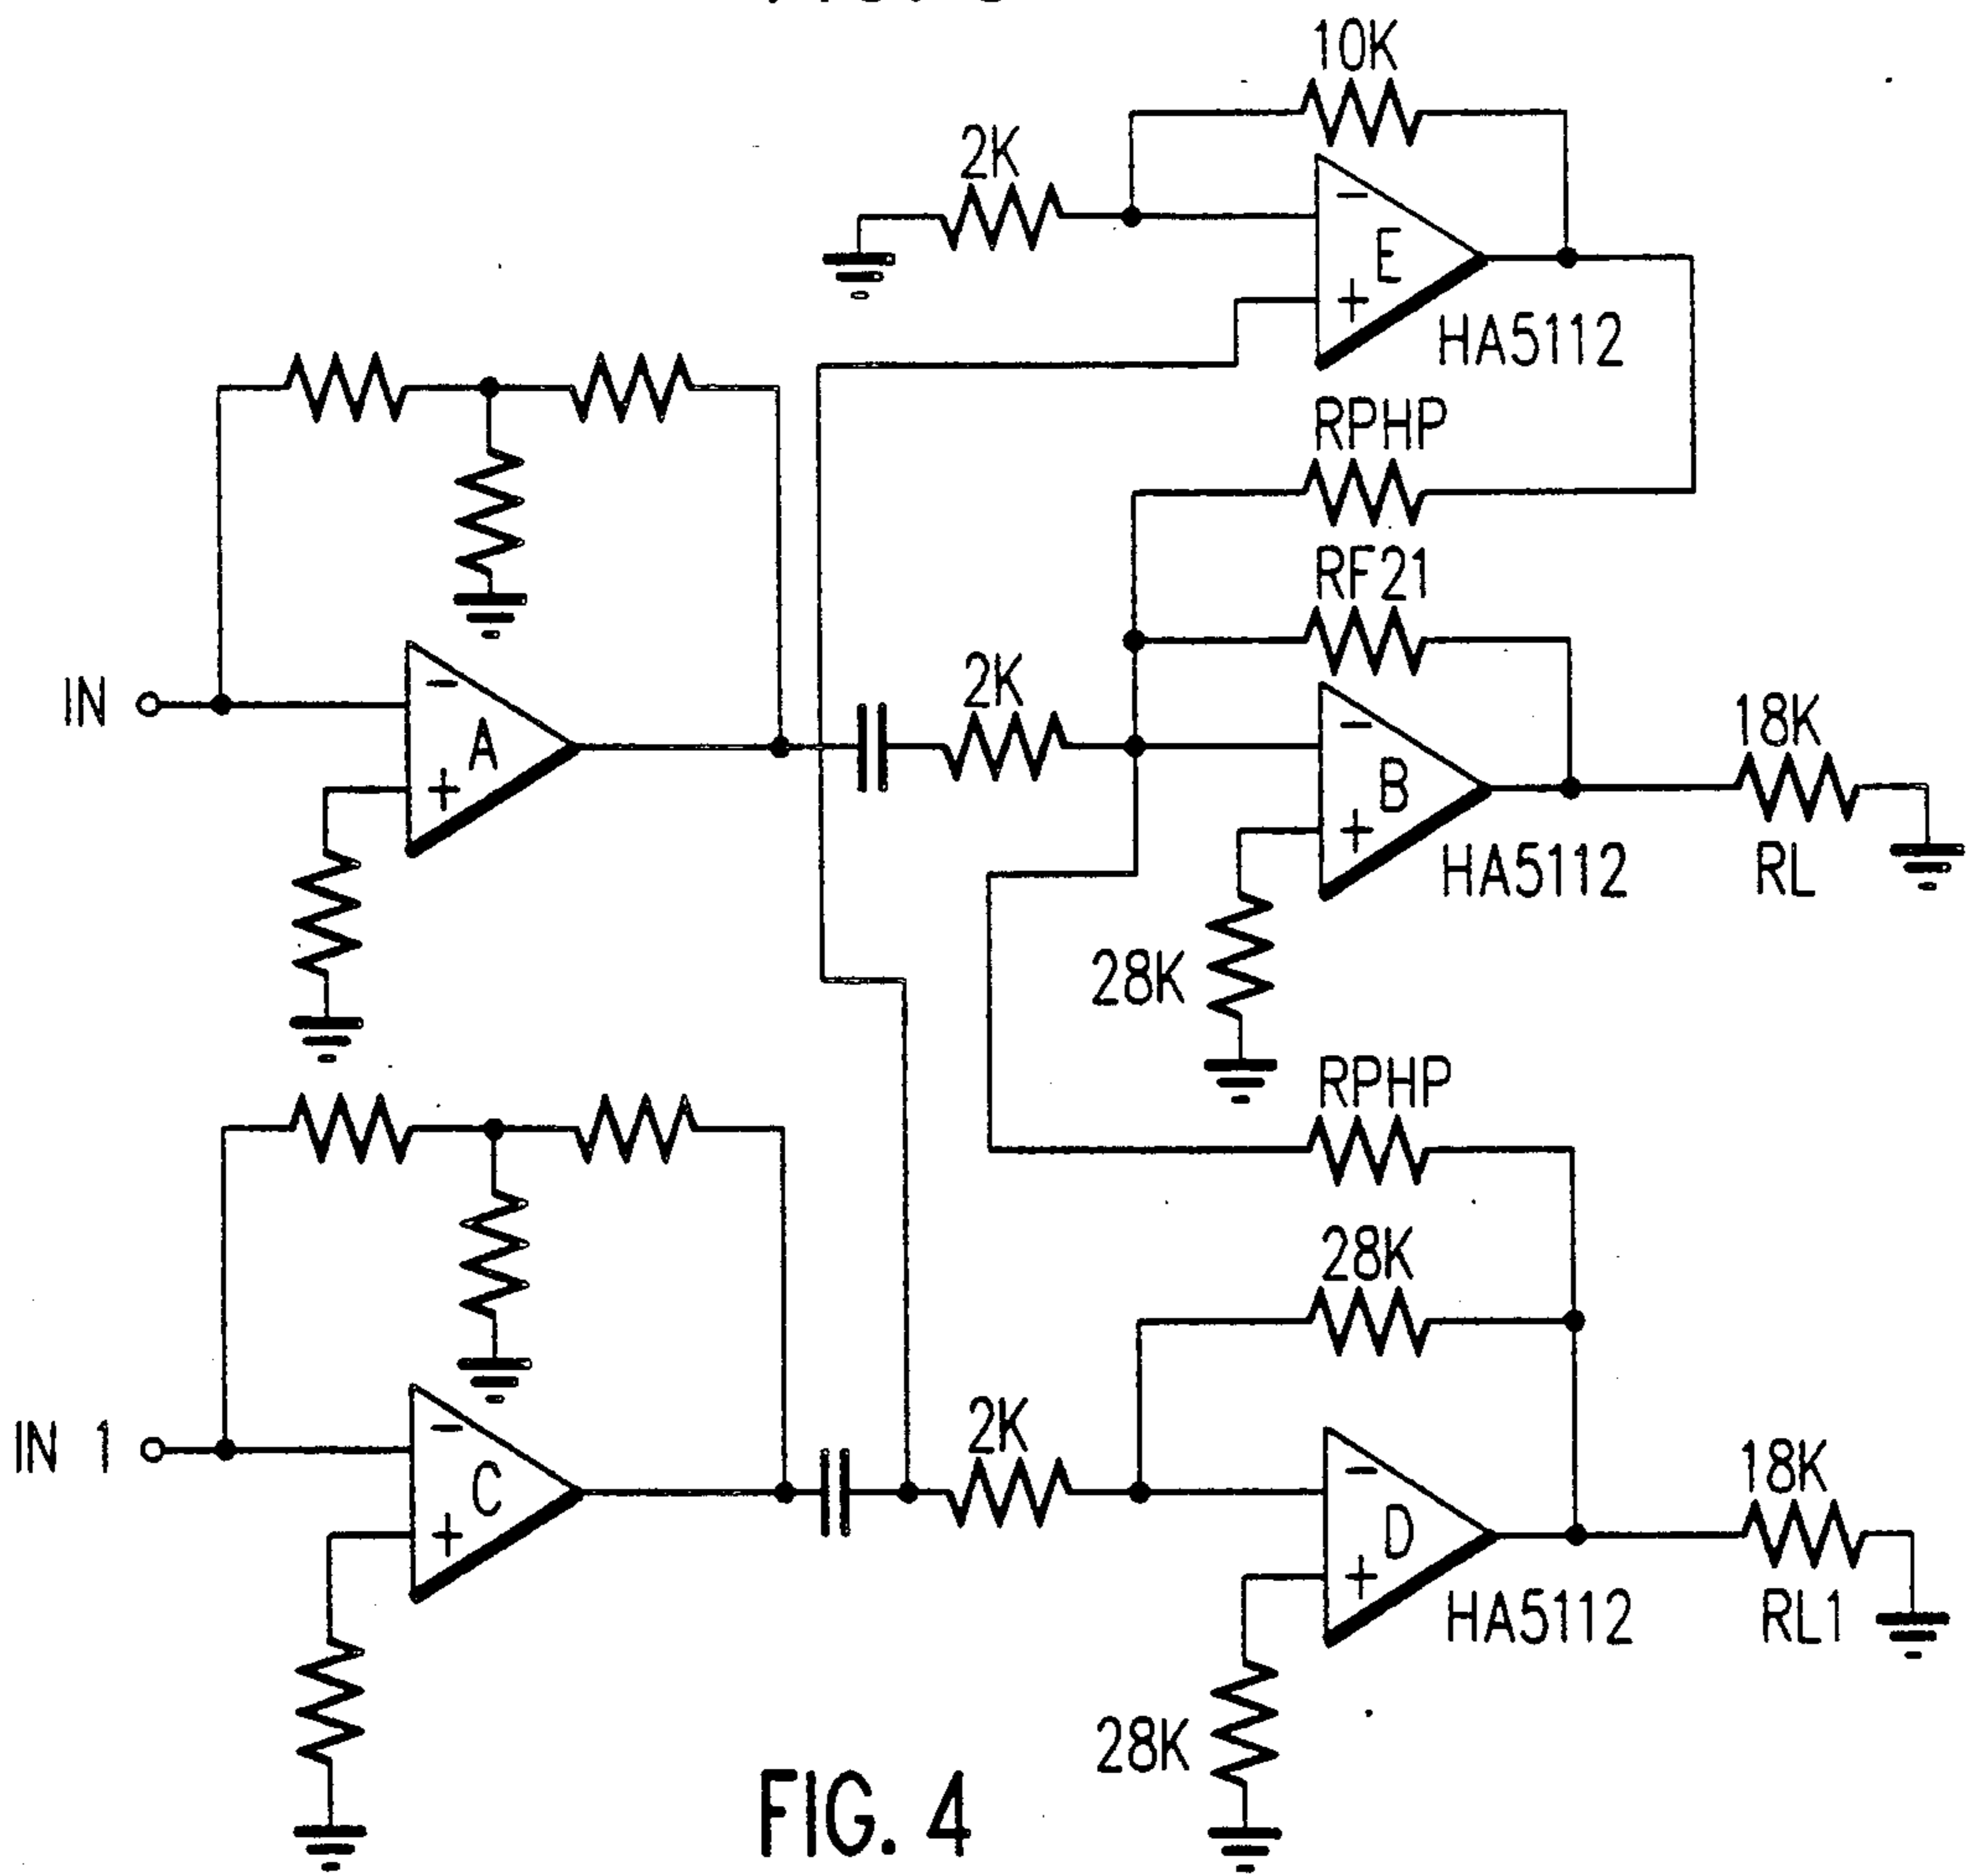 10K
2K
−
E
+
HA5112
RPHP
RF21
IN
−
A
+
2K
−
B
+
18K
HA5112
RL
28K
RPHP
28K
IN 1
−
C
+
2K
−
D
+
18K
HA5112
RL1
28K
FIG. 4